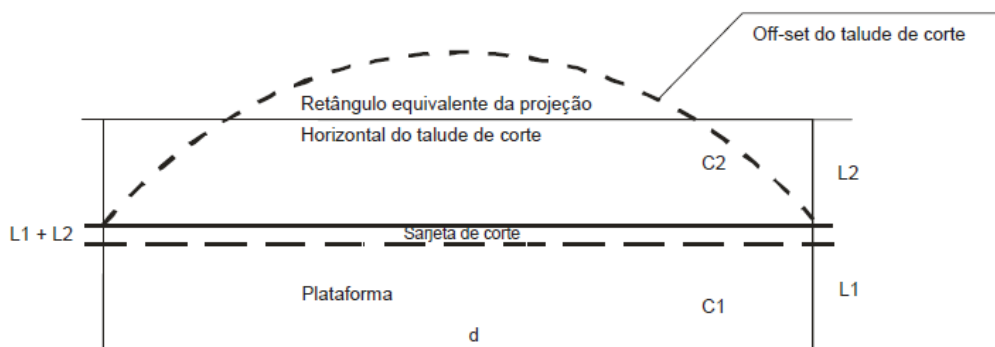 Off-set do talude de corte
Retângulo equivalente da projeção
Horizontal do talude de corte
C2
L2
L1 + L2
Sarjeta de corte
Plataforma
C1
L1
d